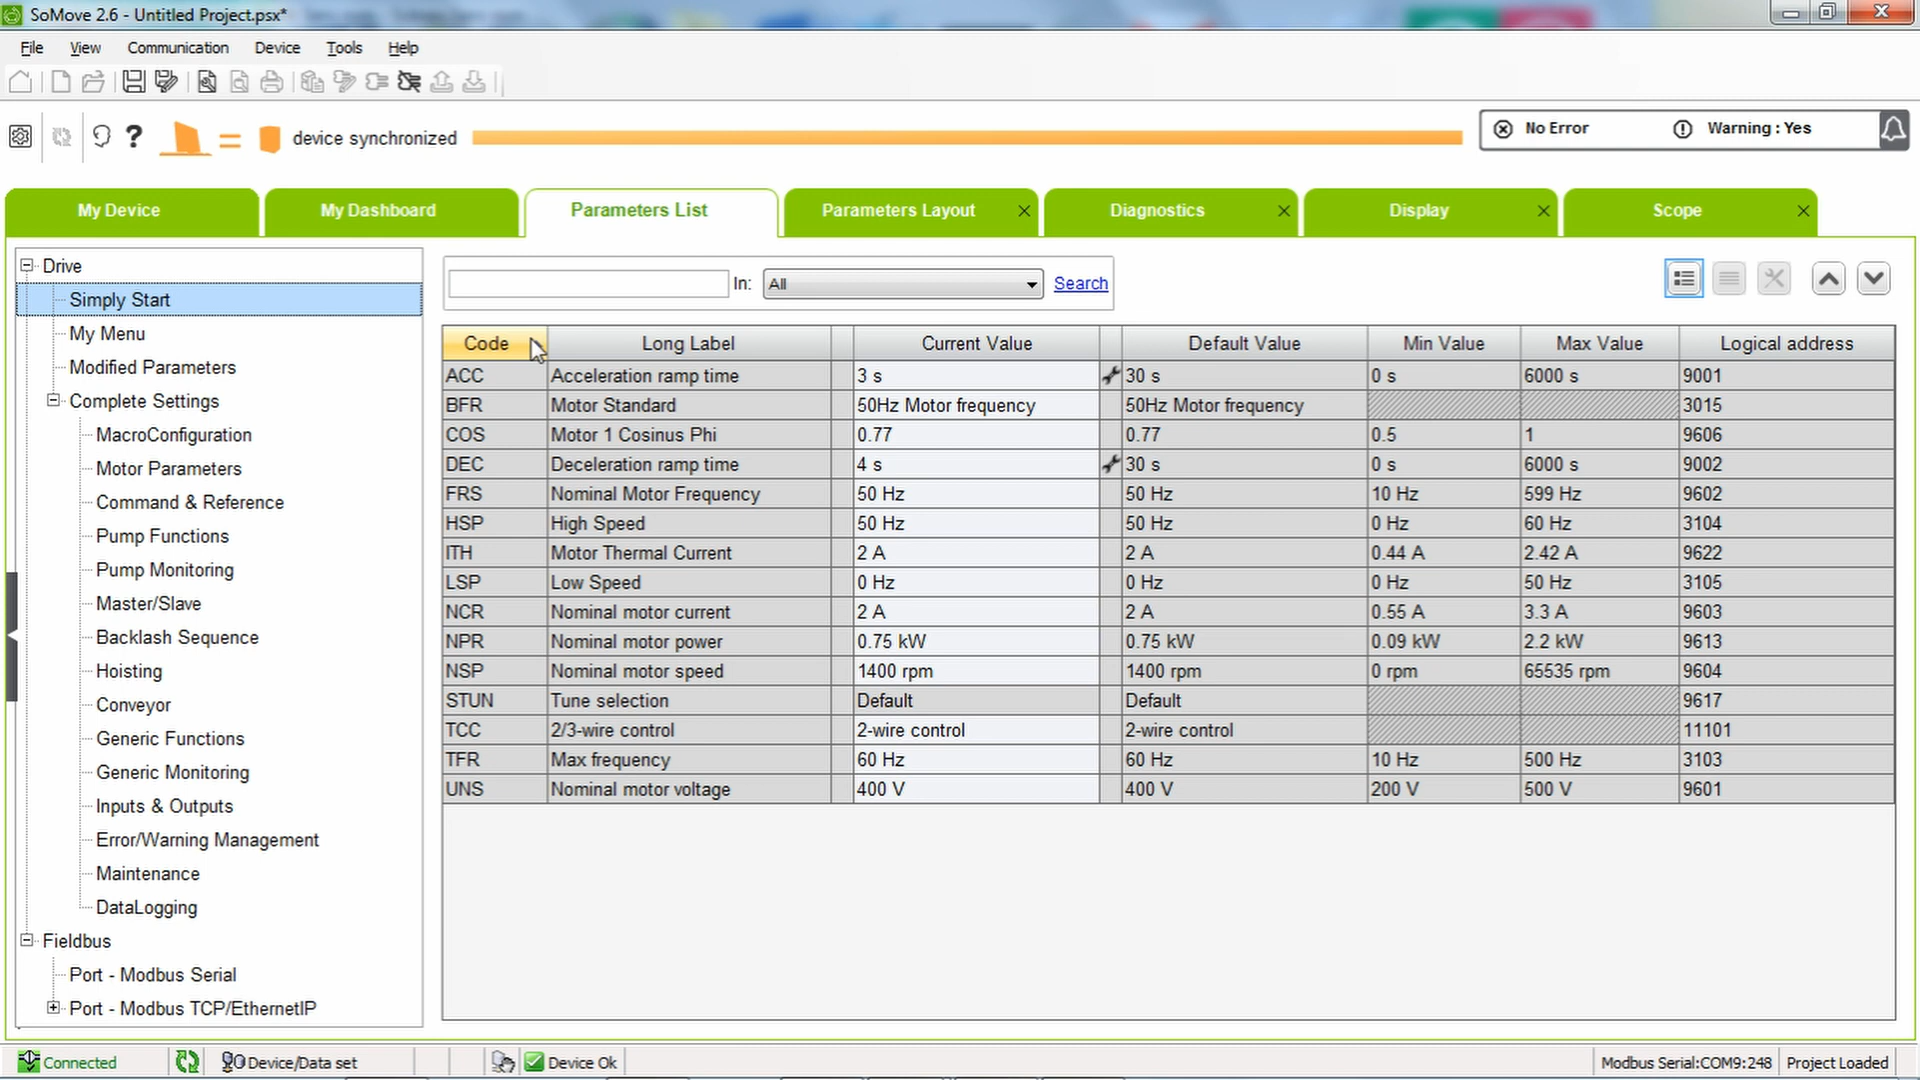 SoMove 2.6 - Untitled Project.psx*
File View Communication Device Tools Help
device synchronized
No Error
Warning : Yes
My Device
My Dashboard
Parameters List
Parameters Layout
Diagnostics
Display
Scope
Drive
Simply Start
My Menu
Modified Parameters
Complete Settings
MacroConfiguration
Motor Parameters
Command & Reference
Pump Functions
Pump Monitoring
Master/Slave
Backlash Sequence
Hoisting
Conveyor
Generic Functions
Generic Monitoring
Inputs & Outputs
Error/Warning Management
Maintenance
DataLogging
Fieldbus
Port - Modbus Serial
Port - Modbus TCP/EthernetIP
In: All Search
Code Long Label Current Value Default Value Min Value Max Value Logical address
ACC Acceleration ramp time 3 s 30 s 0 s 6000 s 9001
BFR Motor Standard 50Hz Motor frequency 50Hz Motor frequency 3015
COS Motor 1 Cosinus Phi 0.77 0.77 0.5 1 9606
DEC Deceleration ramp time 4 s 30 s 0 s 6000 s 9002
FRS Nominal Motor Frequency 50 Hz 50 Hz 10 Hz 599 Hz 9602
HSP High Speed 50 Hz 50 Hz 0 Hz 60 Hz 3104
ITH Motor Thermal Current 2 A 2 A 0.44 A 2.42 A 9622
LSP Low Speed 0 Hz 0 Hz 0 Hz 50 Hz 3105
NCR Nominal motor current 2 A 2 A 0.55 A 3.3 A 9603
NPR Nominal motor power 0.75 kW 0.75 kW 0.09 kW 2.2 kW 9613
NSP Nominal motor speed 1400 rpm 1400 rpm 0 rpm 65535 rpm 9604
STUN Tune selection Default Default 9617
TCC 2/3-wire control 2-wire control 2-wire control 11101
TFR Max frequency 60 Hz 60 Hz 10 Hz 500 Hz 3103
UNS Nominal motor voltage 400 V 400 V 200 V 500 V 9601
Connected
Device/Data set
Device Ok
Modbus Serial:COM9:248
Project Loaded